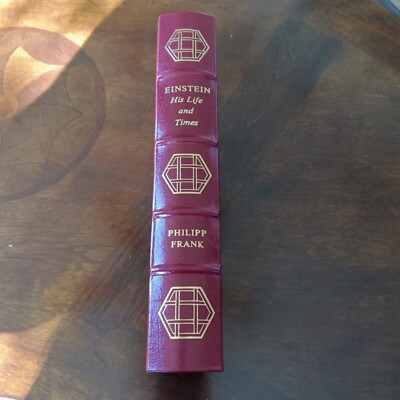 EINSTEIN
His Life
and
Times
PHILIPP
FRANK